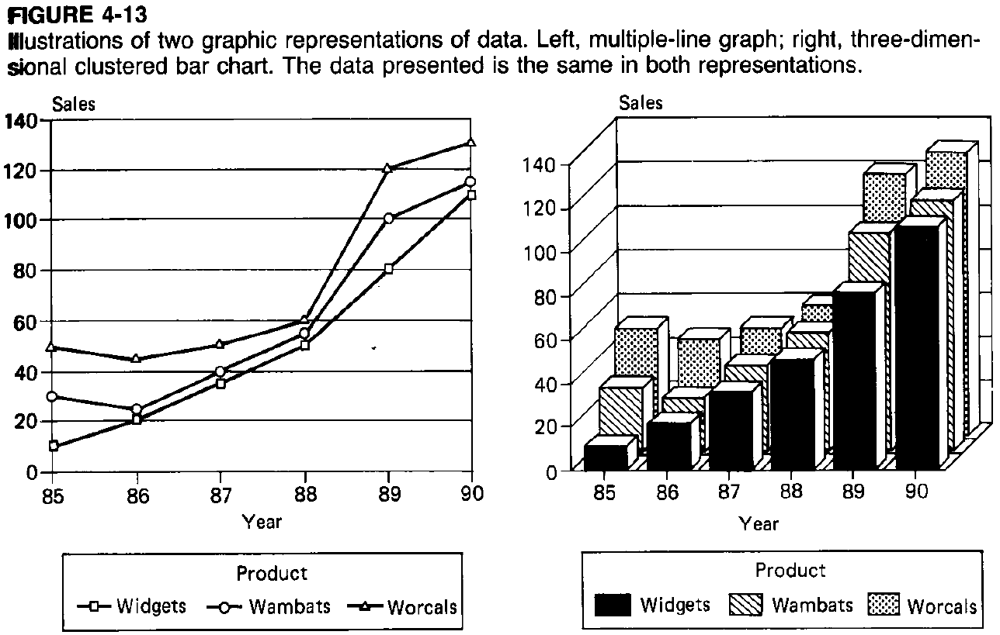 FIGURE 4-13
Illustrations of two graphic representations of data. Left, multiple-line graph; right, three-dimen-
sional clustered bar chart. The data presented is the same in both representations.
Sales
140
120
100
80
60
40
20
0
85 86 87 88 89 90
Year
Product
Widgets Wambats Worcals
Sales
140
120
100
80
60
40
20
0
85 86 87 88 89 90
Year
Product
Widgets Wambats Worcals